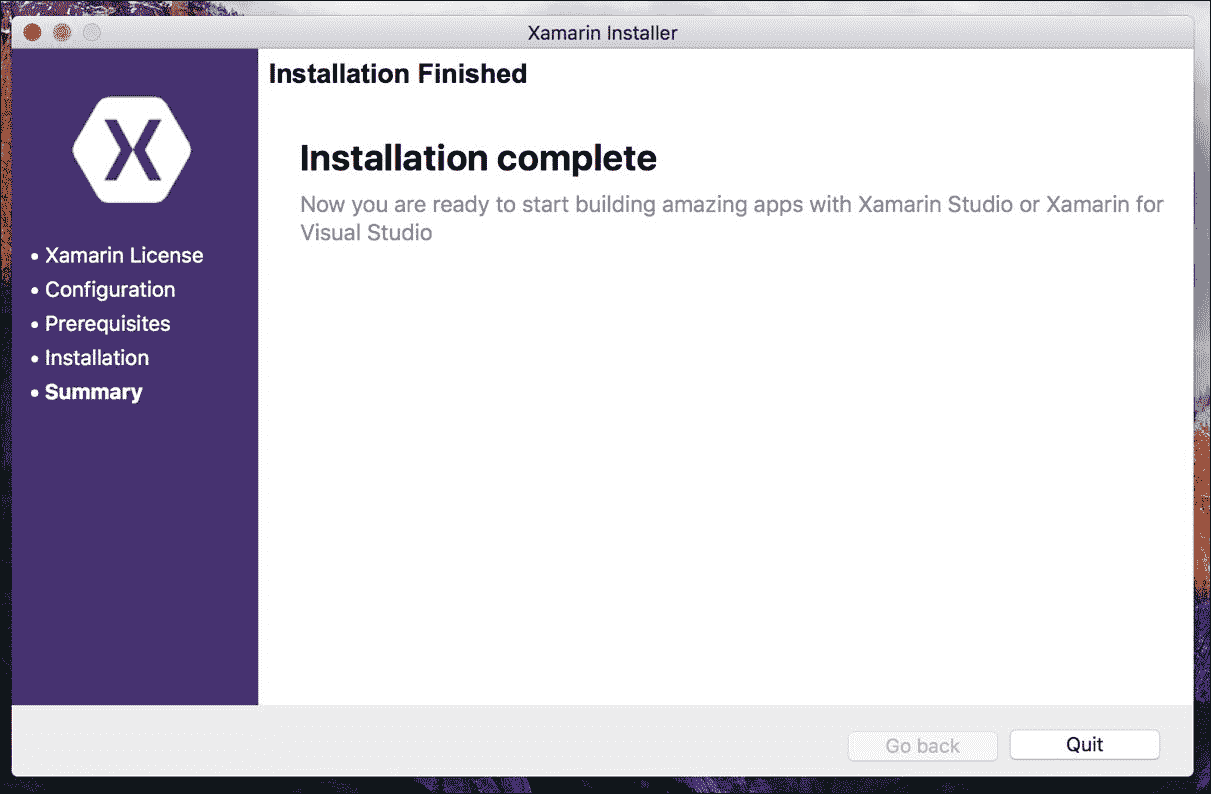 Xamarin Installer
Installation Finished
Installation complete
Now you are ready to start building amazing apps with Xamarin Studio or Xamarin for
Visual Studio
• Xamarin License
• Configuration
• Prerequisites
• Installation
• Summary
Go back
Quit